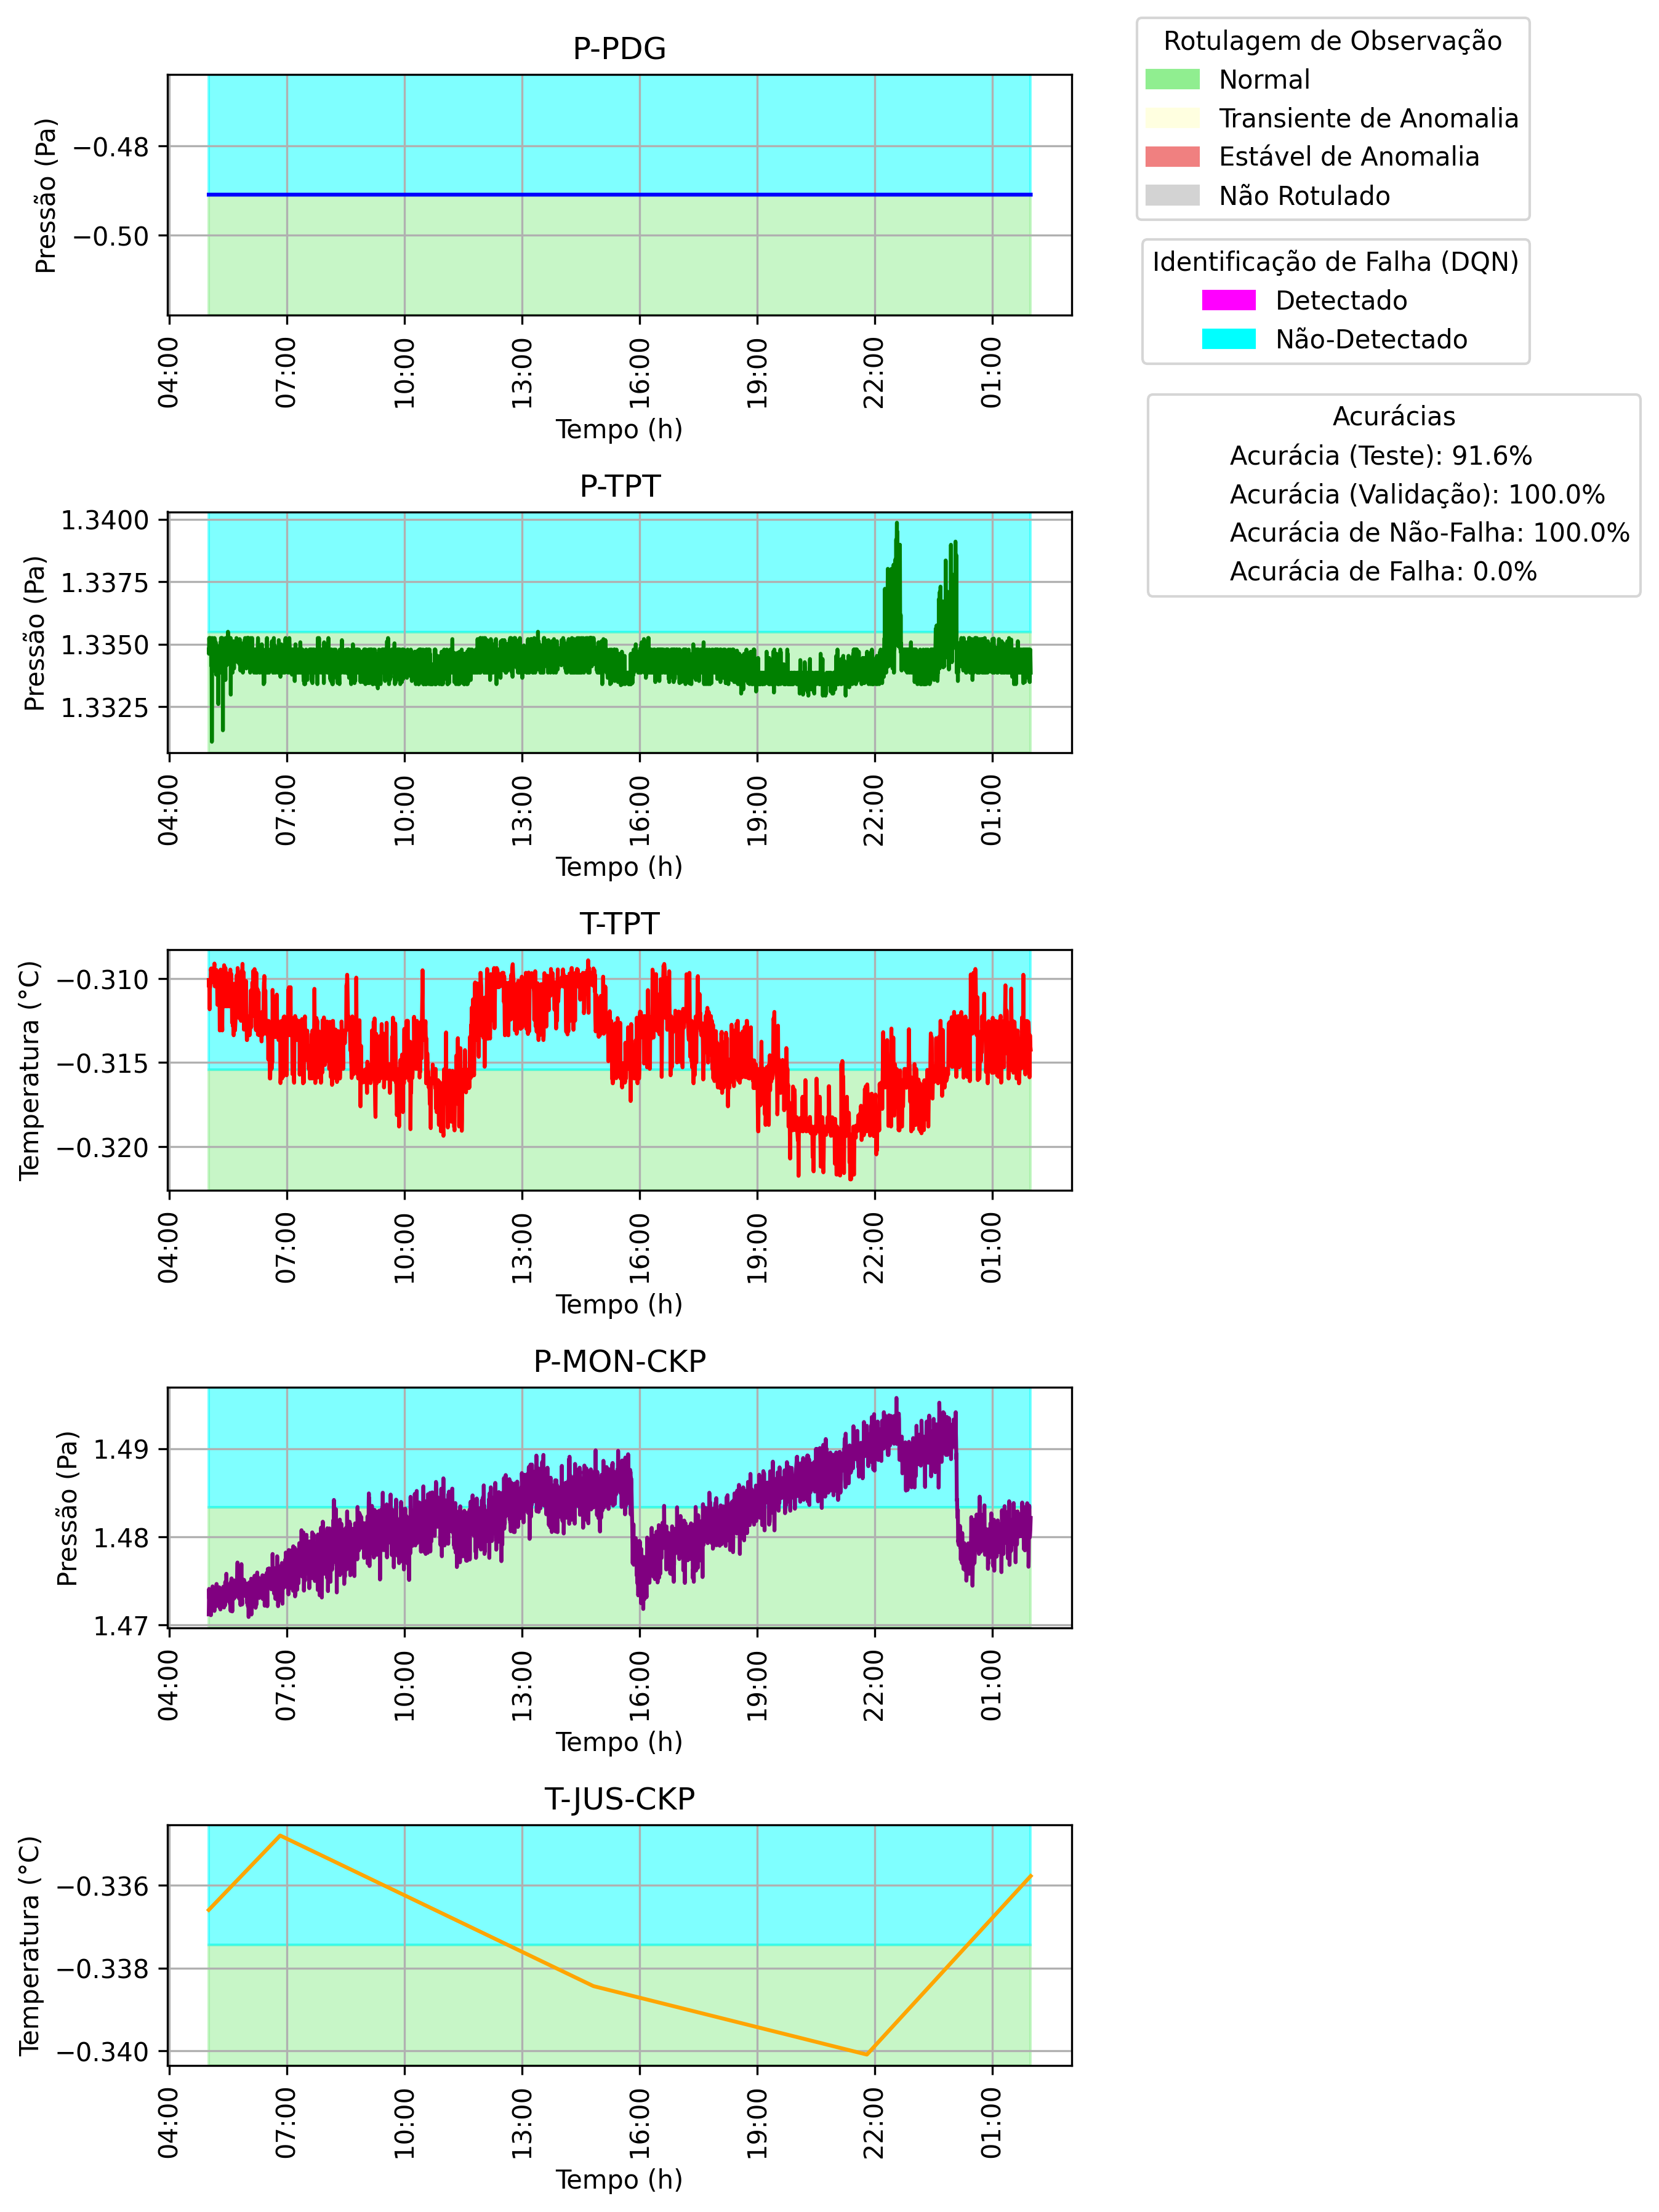 P-PDG
Pressão (Pa)
−0.48
−0.50
04:00
07:00
10:00
13:00
16:00
19:00
22:00
01:00
Tempo (h)
Rotulagem de Observação
Normal
Transiente de Anomalia
Estável de Anomalia
Não Rotulado
Identificação de Falha (DQN)
Detectado
Não-Detectado
Acurácias
Acurácia (Teste): 91.6%
Acurácia (Validação): 100.0%
Acurácia de Não-Falha: 100.0%
Acurácia de Falha: 0.0%
P-TPT
Pressão (Pa)
1.3400
1.3375
1.3350
1.3325
04:00
07:00
10:00
13:00
16:00
19:00
22:00
01:00
Tempo (h)
T-TPT
Temperatura (°C)
−0.310
−0.315
−0.320
04:00
07:00
10:00
13:00
16:00
19:00
22:00
01:00
Tempo (h)
P-MON-CKP
Pressão (Pa)
1.49
1.48
1.47
04:00
07:00
10:00
13:00
16:00
19:00
22:00
01:00
Tempo (h)
T-JUS-CKP
Temperatura (°C)
−0.336
−0.338
−0.340
04:00
07:00
10:00
13:00
16:00
19:00
22:00
01:00
Tempo (h)